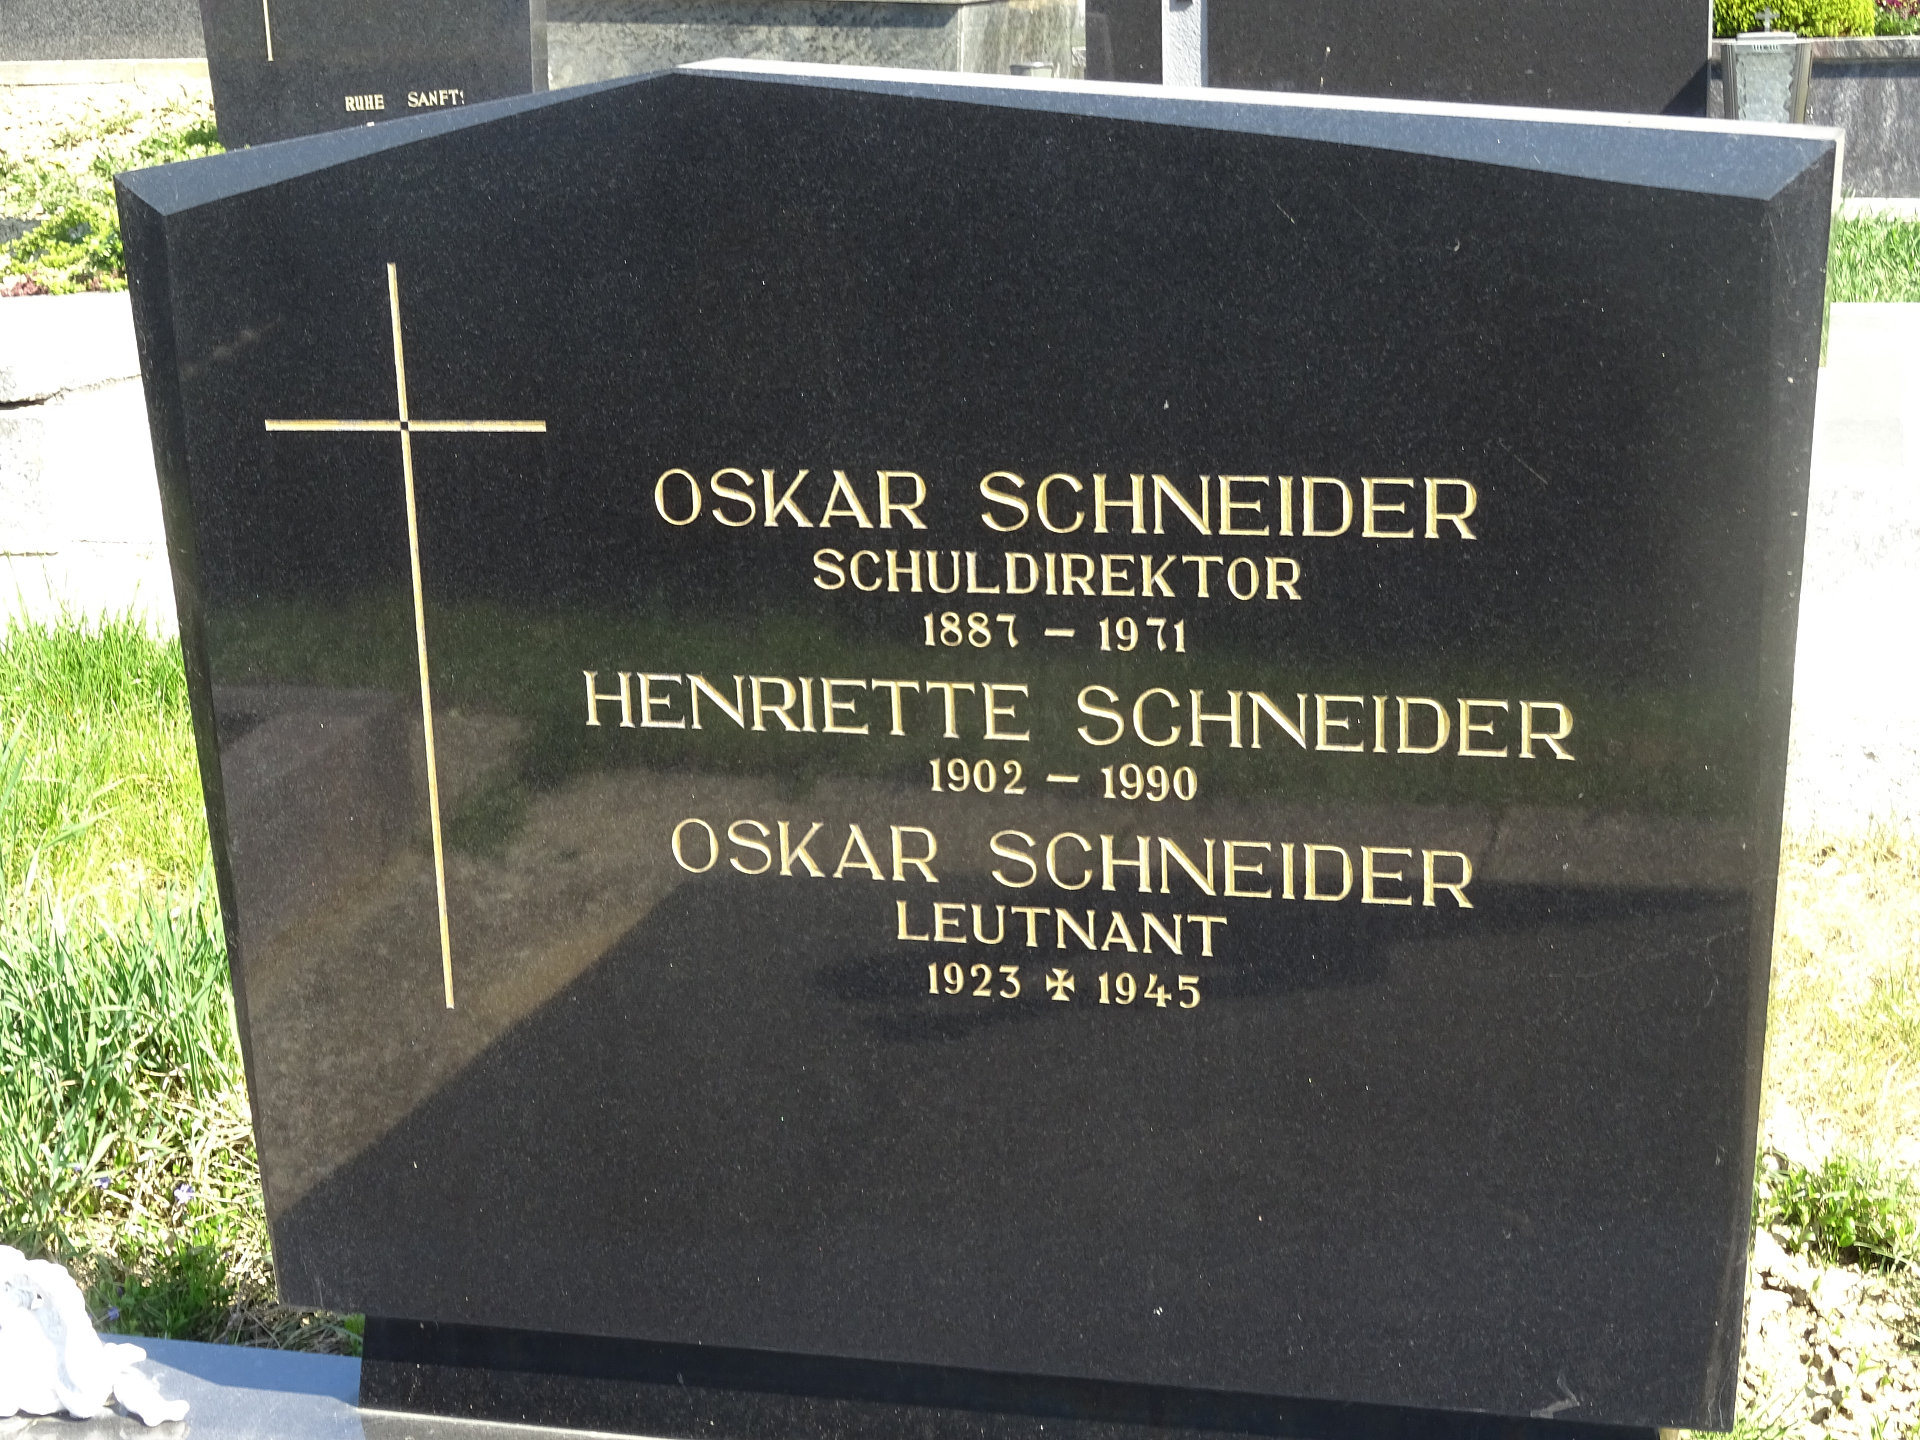 RUHE SANFT!
OSKAR SCHNEIDER
SCHULDIREKTOR
1887 – 1971
HENRIETTE SCHNEIDER
1902 – 1990
OSKAR SCHNEIDER
LEUTNANT
1923 ✠ 1945